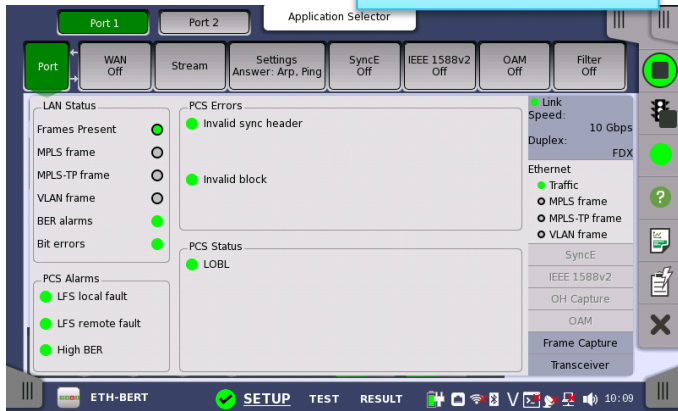 Port 1
Port 2
Application Selector
Port
WAN
Off
Stream
Settings
Answer: Arp, Ping
SyncE
Off
IEEE 1588v2
Off
OAM
Off
Filter
Off
LAN Status
Frames Present
MPLS frame
MPLS-TP frame
VLAN frame
BER alarms
Bit errors
PCS Alarms
LFS local fault
LFS remote fault
High BER
PCS Errors
Invalid sync header
Invalid block
PCS Status
LOBL
Link
Speed:
10 Gbps
Duplex:
FDX
Ethernet
Traffic
MPLS frame
MPLS-TP frame
VLAN frame
SyncE
IEEE 1588v2
OH Capture
OAM
Frame Capture
Transceiver
?
ETH-BERT
SETUP TEST RESULT
V
10:09